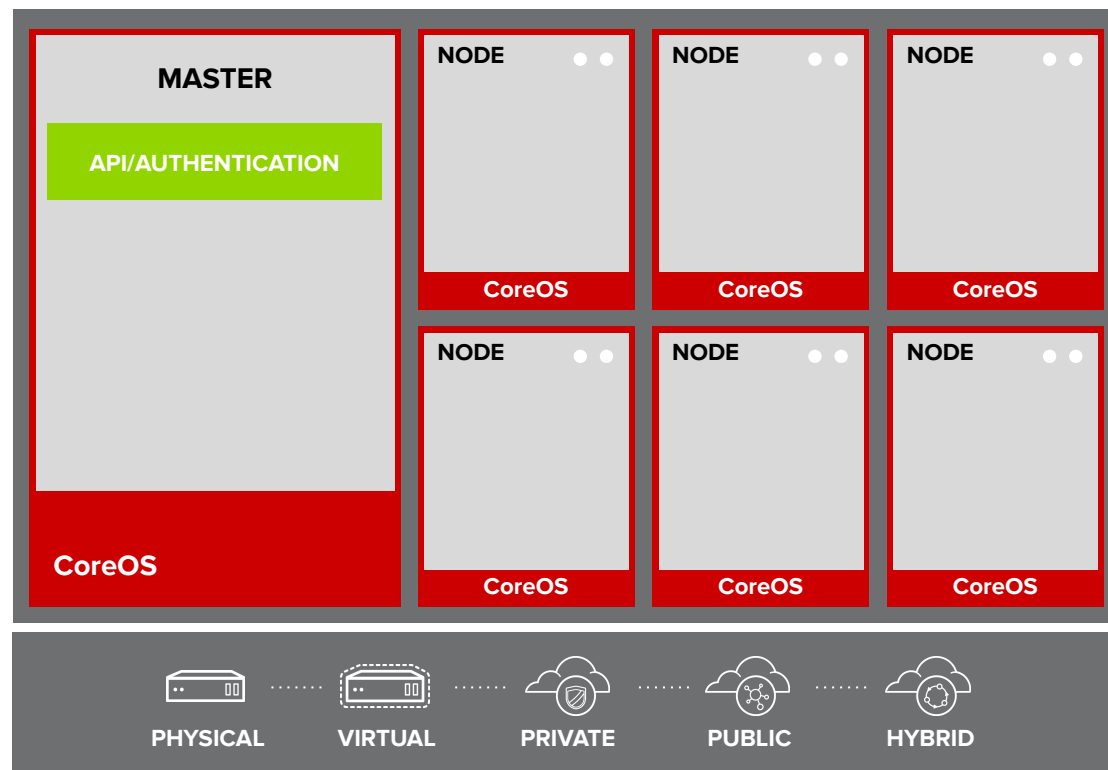 MASTER
API/AUTHENTICATION
CoreOS
NODE
CoreOS
NODE
CoreOS
NODE
CoreOS
NODE
CoreOS
NODE
CoreOS
NODE
CoreOS
PHYSICAL
VIRTUAL
PRIVATE
PUBLIC
HYBRID